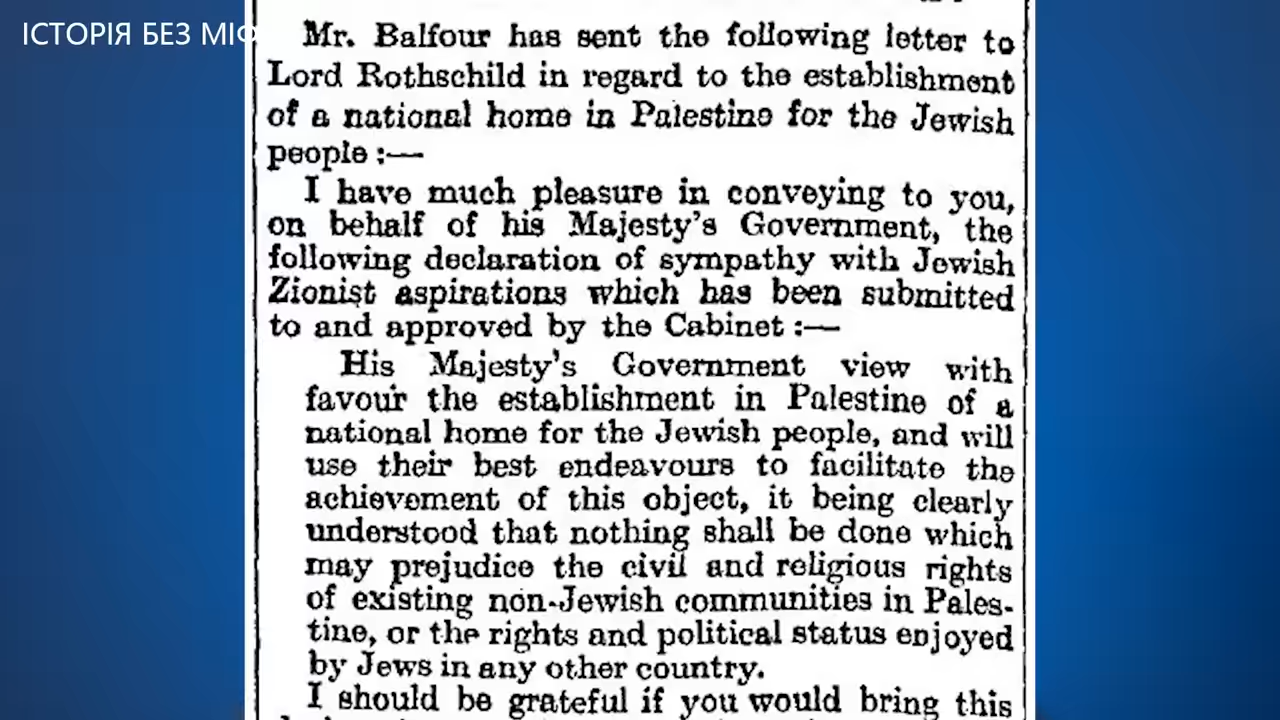 ІСТОРІЯ БЕЗ МІФ
Mr. Balfour has sent the following letter to
Lord Rothschild in regard to the establishment
of a national home in Palestine for the Jewish
people :—
I have much pleasure in conveying to you,
on behalf of his Majesty's Government, the
following declaration of sympathy with Jewish
Zionist aspirations which has been submitted
to and approved by the Cabinet :—
His Majesty's Government view with
favour the establishment in Palestine of a
national home for the Jewish people, and will
use their best endeavours to facilitate the
achievement of this object, it being clearly
understood that nothing shall be done which
may prejudice the civil and religious rights
of existing non-Jewish communities in Pales-
tine, or the rights and political status enjoyed
by Jews in any other country.
I should be grateful if you would bring this